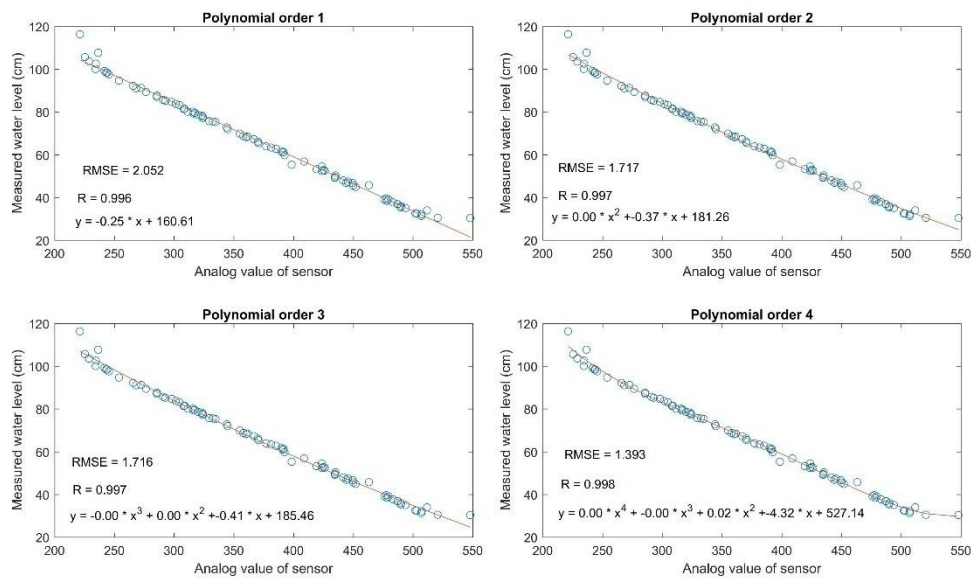 Polynomial order 1
120
100
80
60
40
20
200 250 300 350 400 450 500 550
Measured water level (cm)
Analog value of sensor
RMSE = 2.052
R = 0.996
y = -0.25 * x + 160.61
Polynomial order 2
120
100
80
60
40
20
200 250 300 350 400 450 500 550
Measured water level (cm)
Analog value of sensor
RMSE = 1.717
R = 0.997
y = 0.00 * x² +-0.37 * x + 181.26
Polynomial order 3
120
100
80
60
40
20
200 250 300 350 400 450 500 550
Measured water level (cm)
Analog value of sensor
RMSE = 1.716
R = 0.997
y = -0.00 * x³ + 0.00 * x² +-0.41 * x + 185.46
Polynomial order 4
120
100
80
60
40
20
200 250 300 350 400 450 500 550
Measured water level (cm)
Analog value of sensor
RMSE = 1.393
R = 0.998
y = 0.00 * x⁴ + -0.00 * x³ + 0.02 * x² +-4.32 * x + 527.14